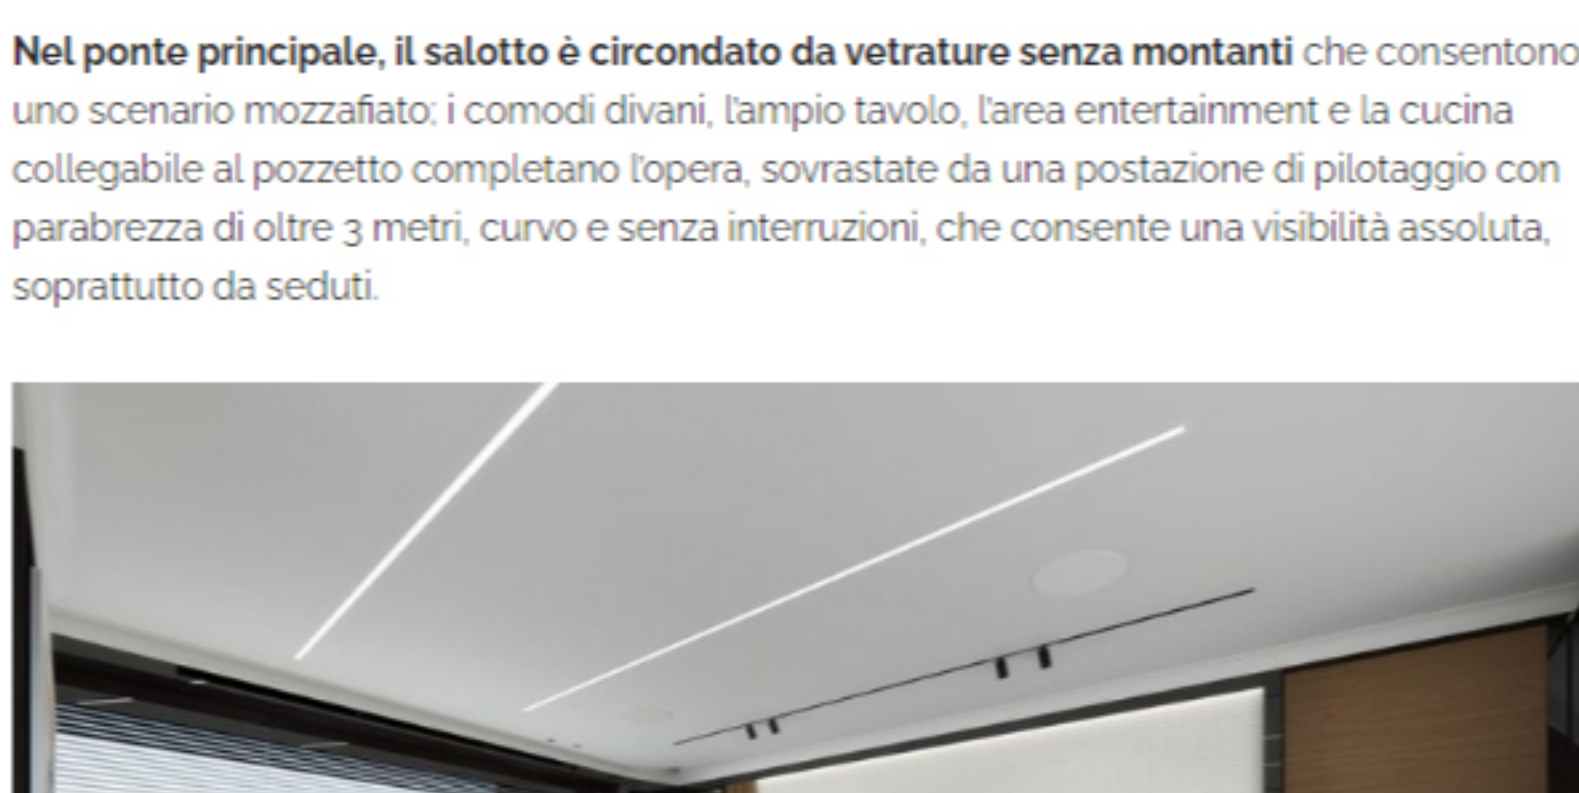 Nel ponte principale, il salotto è circondato da vetrature senza montanti che consentono
uno scenario mozzafiato: i comodi divani, l'ampio tavolo, l'area entertainment e la cucina
collegabile al pozzetto completano l'opera, sovrastate da una postazione di pilotaggio con
parabrezza di oltre 3 metri, curvo e senza interruzioni, che consente una visibilità assoluta,
soprattutto da seduti.